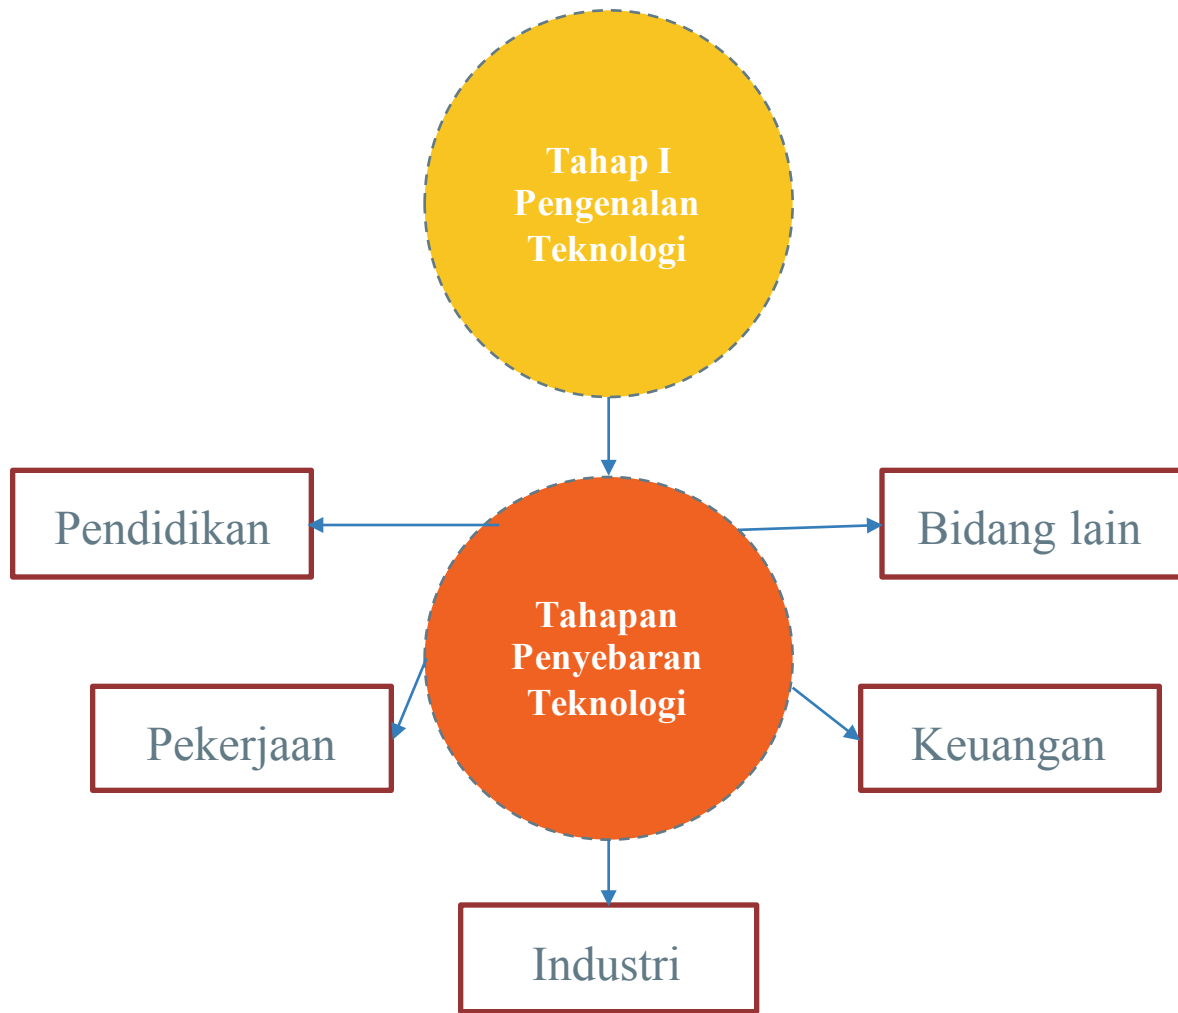 Tahap I
Pengenalan
Teknologi
Pendidikan
Bidang lain
Tahapan
Penyebaran
Teknologi
Pekerjaan
Keuangan
Industri